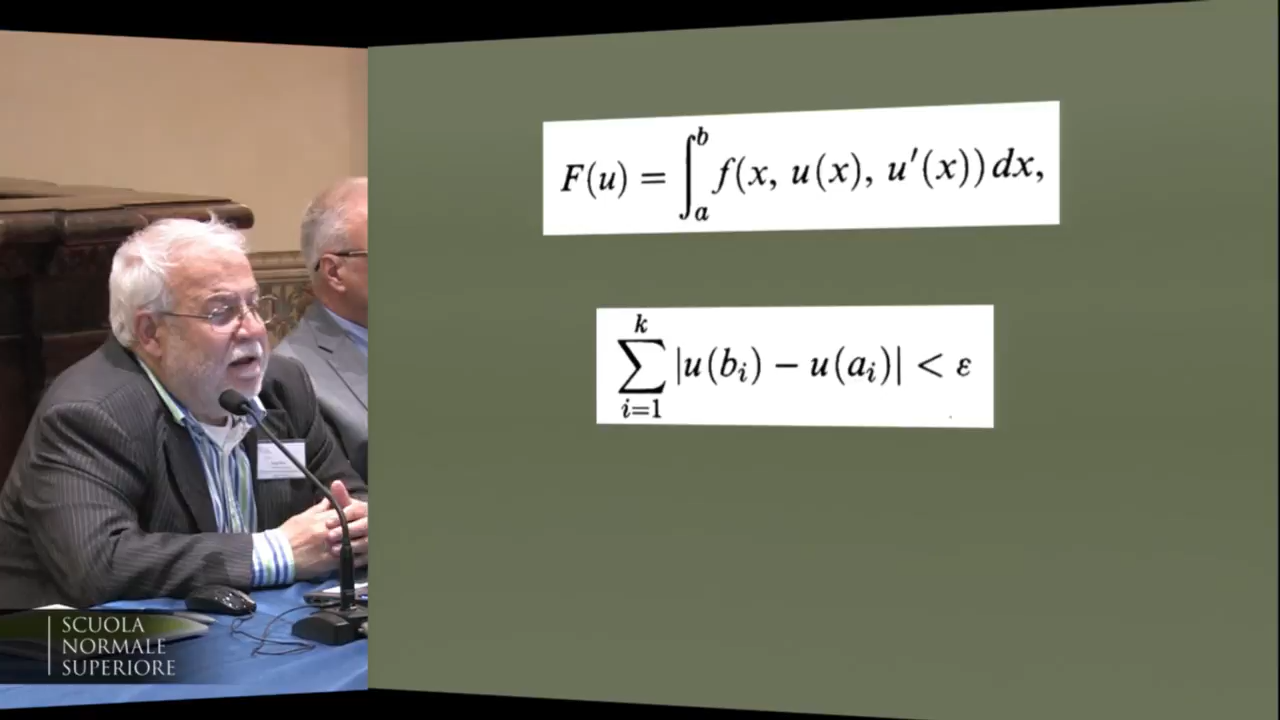 F(u) = ∫_a^b f(x, u(x), u′(x)) dx,
∑_{i=1}^k |u(b_i) − u(a_i)| < ε
SCUOLA
NORMALE
SUPERIORE